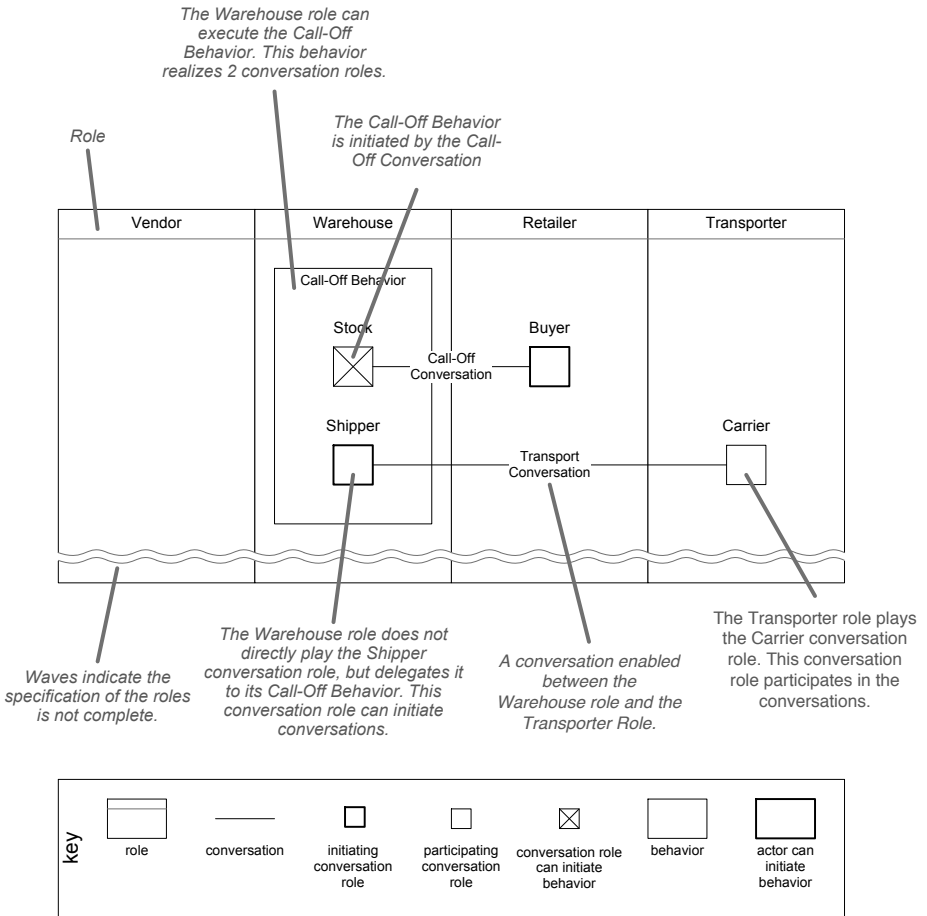 The Warehouse role can
execute the Call-Off
Behavior. This behavior
realizes 2 conversation roles.
The Call-Off Behavior
is initiated by the Call-
Off Conversation
Role
Vendor
Warehouse
Retailer
Transporter
Call-Off Behavior
Stock
Buyer
Call-Off
Conversation
Shipper
Carrier
Transport
Conversation
Waves indicate the
specification of the roles
is not complete.
The Warehouse role does not
directly play the Shipper
conversation role, but delegates it
to its Call-Off Behavior. This
conversation role can initiate
conversations.
A conversation enabled
between the
Warehouse role and the
Transporter Role.
The Transporter role plays
the Carrier conversation
role. This conversation
role participates in the
conversations.
key
role
conversation
initiating
conversation
role
participating
conversation
role
conversation role
can initiate
behavior
behavior
actor can
initiate
behavior